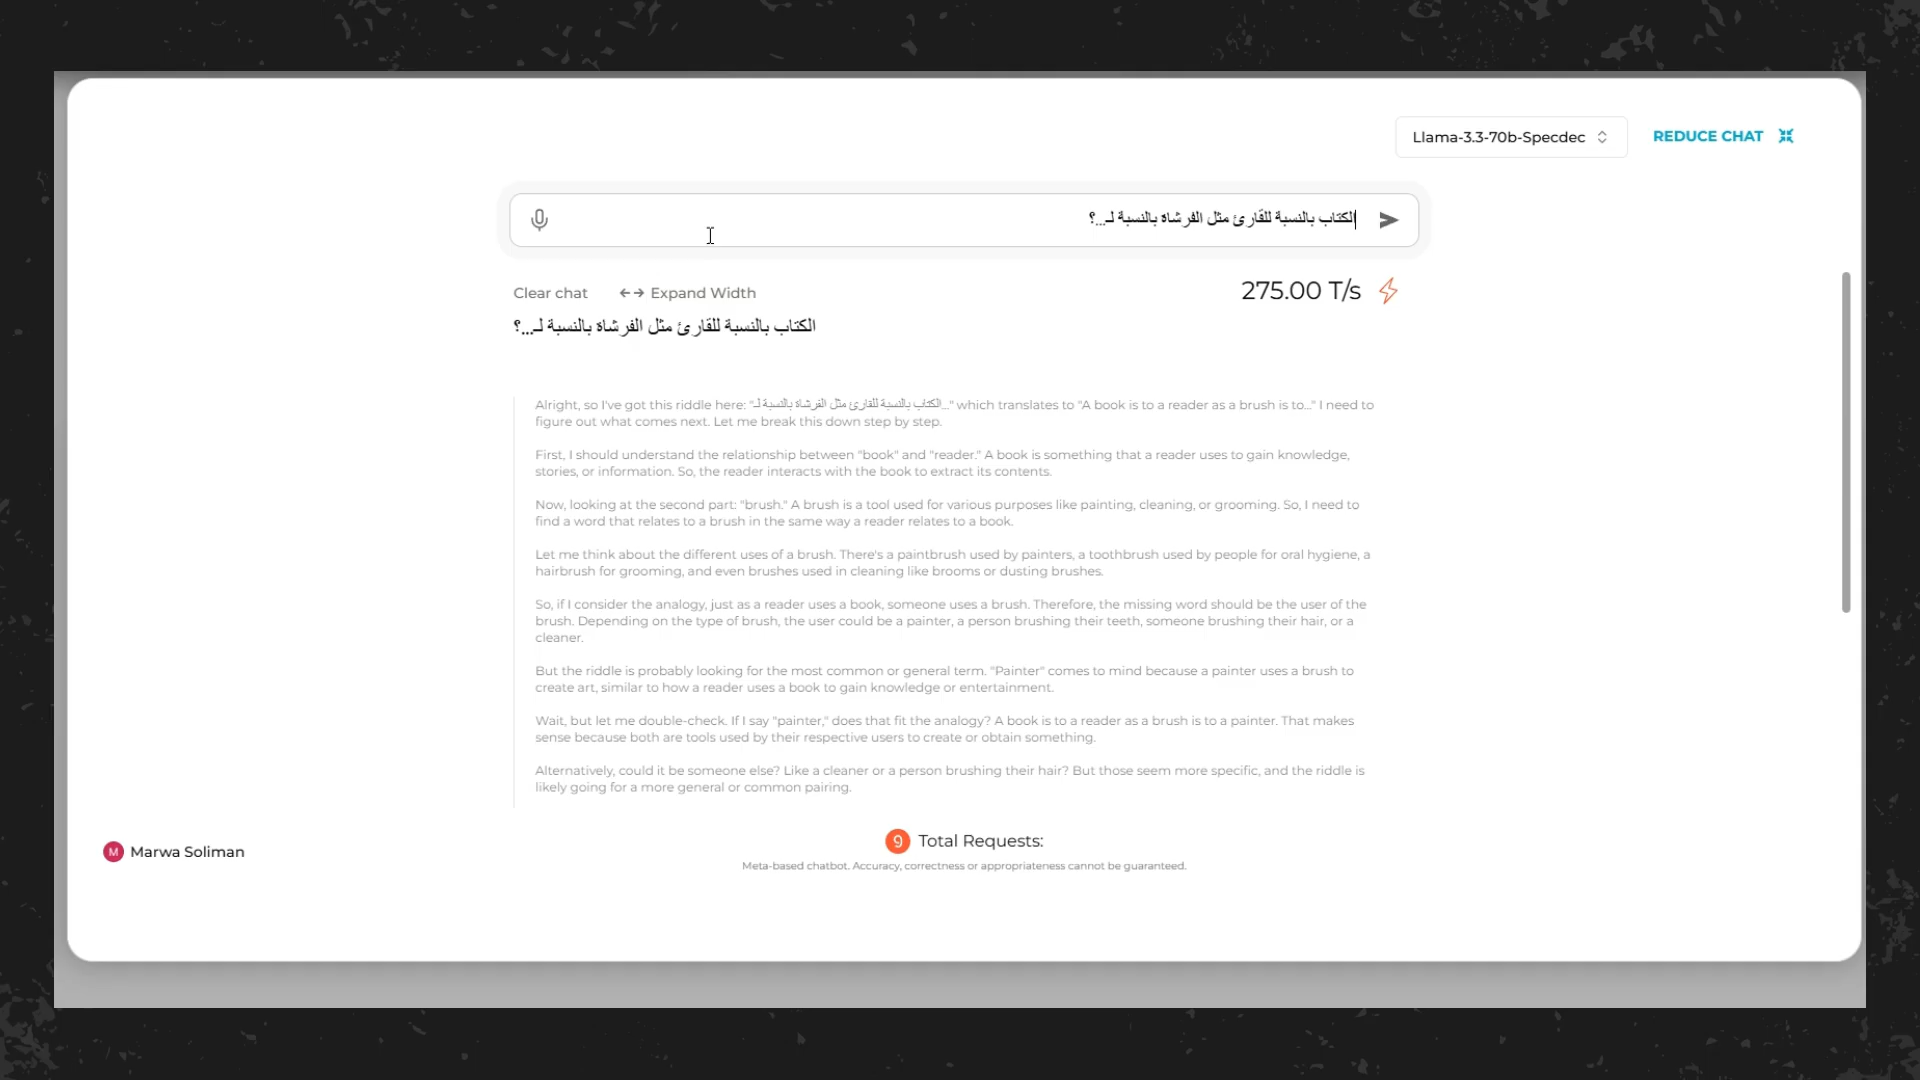 Llama-3.3-70b-Specdec
REDUCE CHAT
الكتاب بالنسبة للقارئ مثل الفرشاة بالنسبة لـ...؟
Clear chat
Expand Width
275.00 T/s
الكتاب بالنسبة للقارئ مثل الفرشاة بالنسبة لـ...؟
Alright, so I've got this riddle here: "الكتاب بالنسبة للقارئ مثل الفرشاة بالنسبة لـ..." which translates to "A book is to a reader as a brush is to..." I need to
figure out what comes next. Let me break this down step by step.
First, I should understand the relationship between "book" and "reader." A book is something that a reader uses to gain knowledge,
stories, or information. So, the reader interacts with the book to extract its contents.
Now, looking at the second part: "brush." A brush is a tool used for various purposes like painting, cleaning, or grooming. So, I need to
find a word that relates to a brush in the same way a reader relates to a book.
Let me think about the different uses of a brush. There's a paintbrush used by painters, a toothbrush used by people for oral hygiene, a
hairbrush for grooming, and even brushes used in cleaning like brooms or dusting brushes.
So, if I consider the analogy, just as a reader uses a book, someone uses a brush. Therefore, the missing word should be the user of the
brush. Depending on the type of brush, the user could be a painter, a person brushing their teeth, someone brushing their hair, or a
cleaner.
But the riddle is probably looking for the most common or general term. "Painter" comes to mind because a painter uses a brush to
create art, similar to how a reader uses a book to gain knowledge or entertainment.
Wait, but let me double-check. If I say "painter," does that fit the analogy? A book is to a reader as a brush is to a painter. That makes
sense because both are tools used by their respective users to create or obtain something.
Alternatively, could it be someone else? Like a cleaner or a person brushing their hair? But those seem more specific, and the riddle is
likely going for a more general or common pairing.
9 Total Requests:
M Marwa Soliman
Meta-based chatbot. Accuracy, correctness or appropriateness cannot be guaranteed.